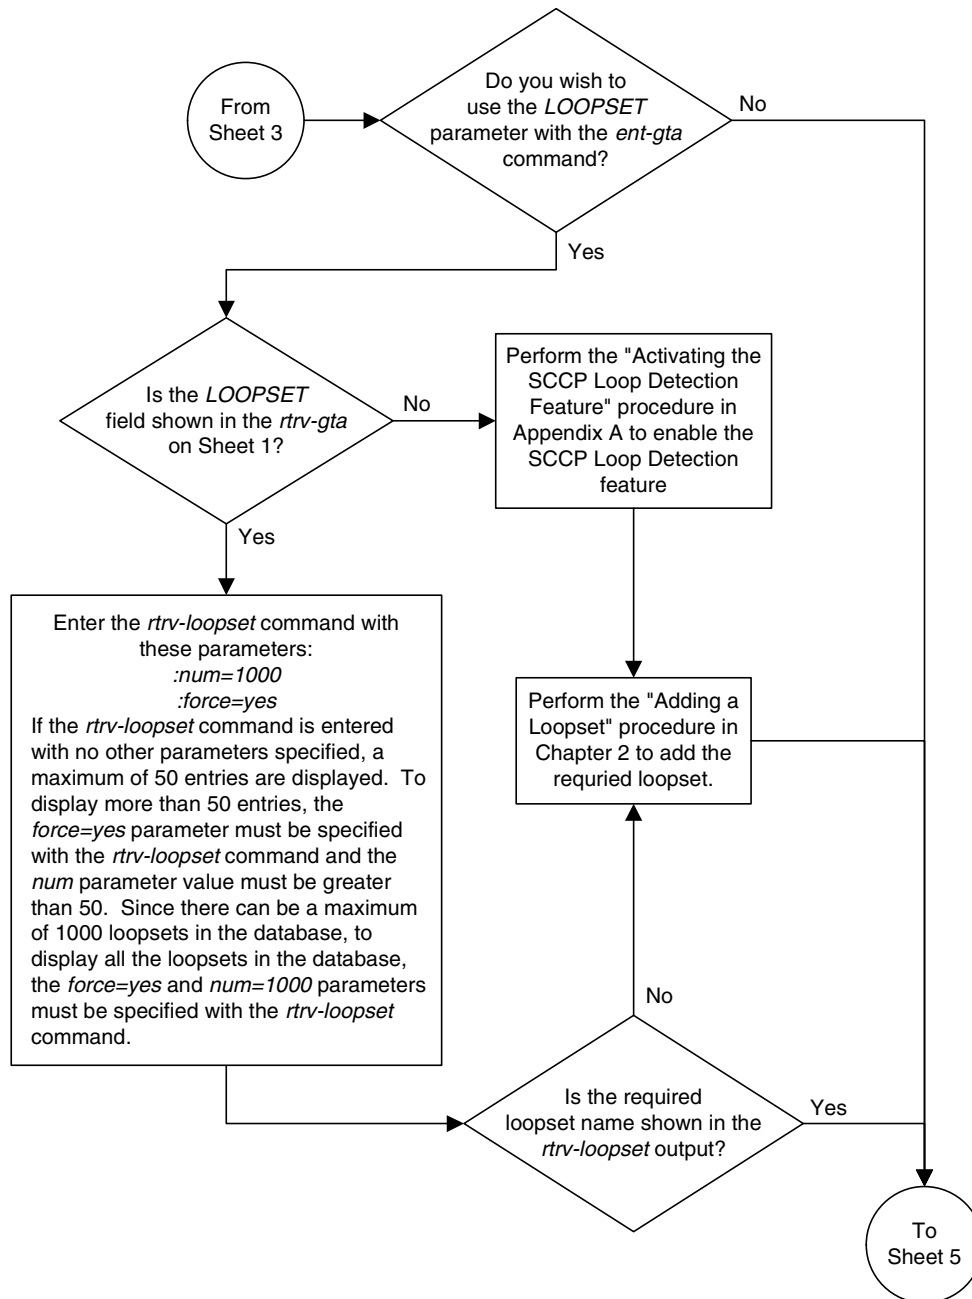 From
Sheet 3
Do you wish to
use the LOOPSET
parameter with the ent-gta
command?
No
Yes
Is the LOOPSET
field shown in the rtrv-gta
on Sheet 1?
No
Yes
Perform the "Activating the
SCCP Loop Detection
Feature" procedure in
Appendix A to enable the
SCCP Loop Detection
feature
Enter the rtrv-loopset command with
these parameters:
:num=1000
:force=yes
If the rtrv-loopset command is entered
with no other parameters specified, a
maximum of 50 entries are displayed.  To
display more than 50 entries, the
force=yes parameter must be specified
with the rtrv-loopset command and the
num parameter value must be greater
than 50.  Since there can be a maximum
of 1000 loopsets in the database, to
display all the loopsets in the database,
the force=yes and num=1000 parameters
must be specified with the rtrv-loopset
command.
Perform the "Adding a
Loopset" procedure in
Chapter 2 to add the
requried loopset.
No
Is the required
loopset name shown in the
rtrv-loopset output?
Yes
To
Sheet 5